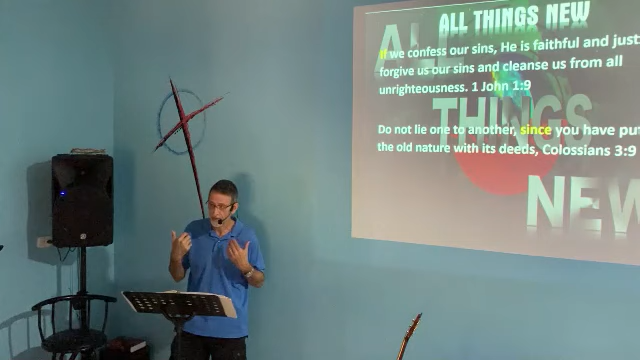 ALL THINGS NEW
If we confess our sins, He is faithful and just
forgive us our sins and cleanse us from all
unrighteousness. 1 John 1:9
Do not lie one to another, since you have put
the old nature with its deeds, Colossians 3:9
ALL
THINGS
NEW